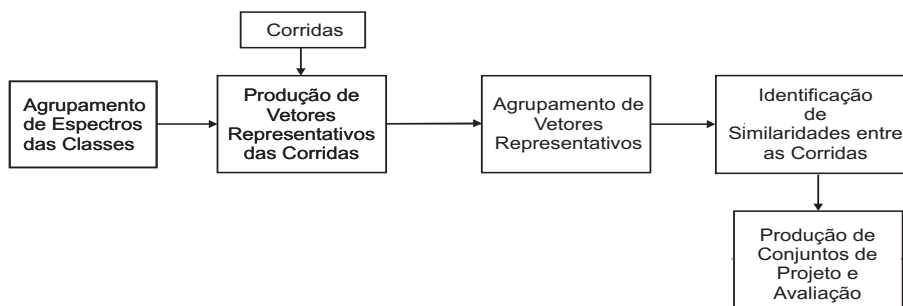 Corridas
Agrupamento
de Espectros
das Classes
Produção de
Vetores
Representativos
das Corridas
Agrupamento de
Vetores
Representativos
Identificação
de
Similaridades entre
as Corridas
Produção de
Conjuntos de
Projeto e
Avaliação